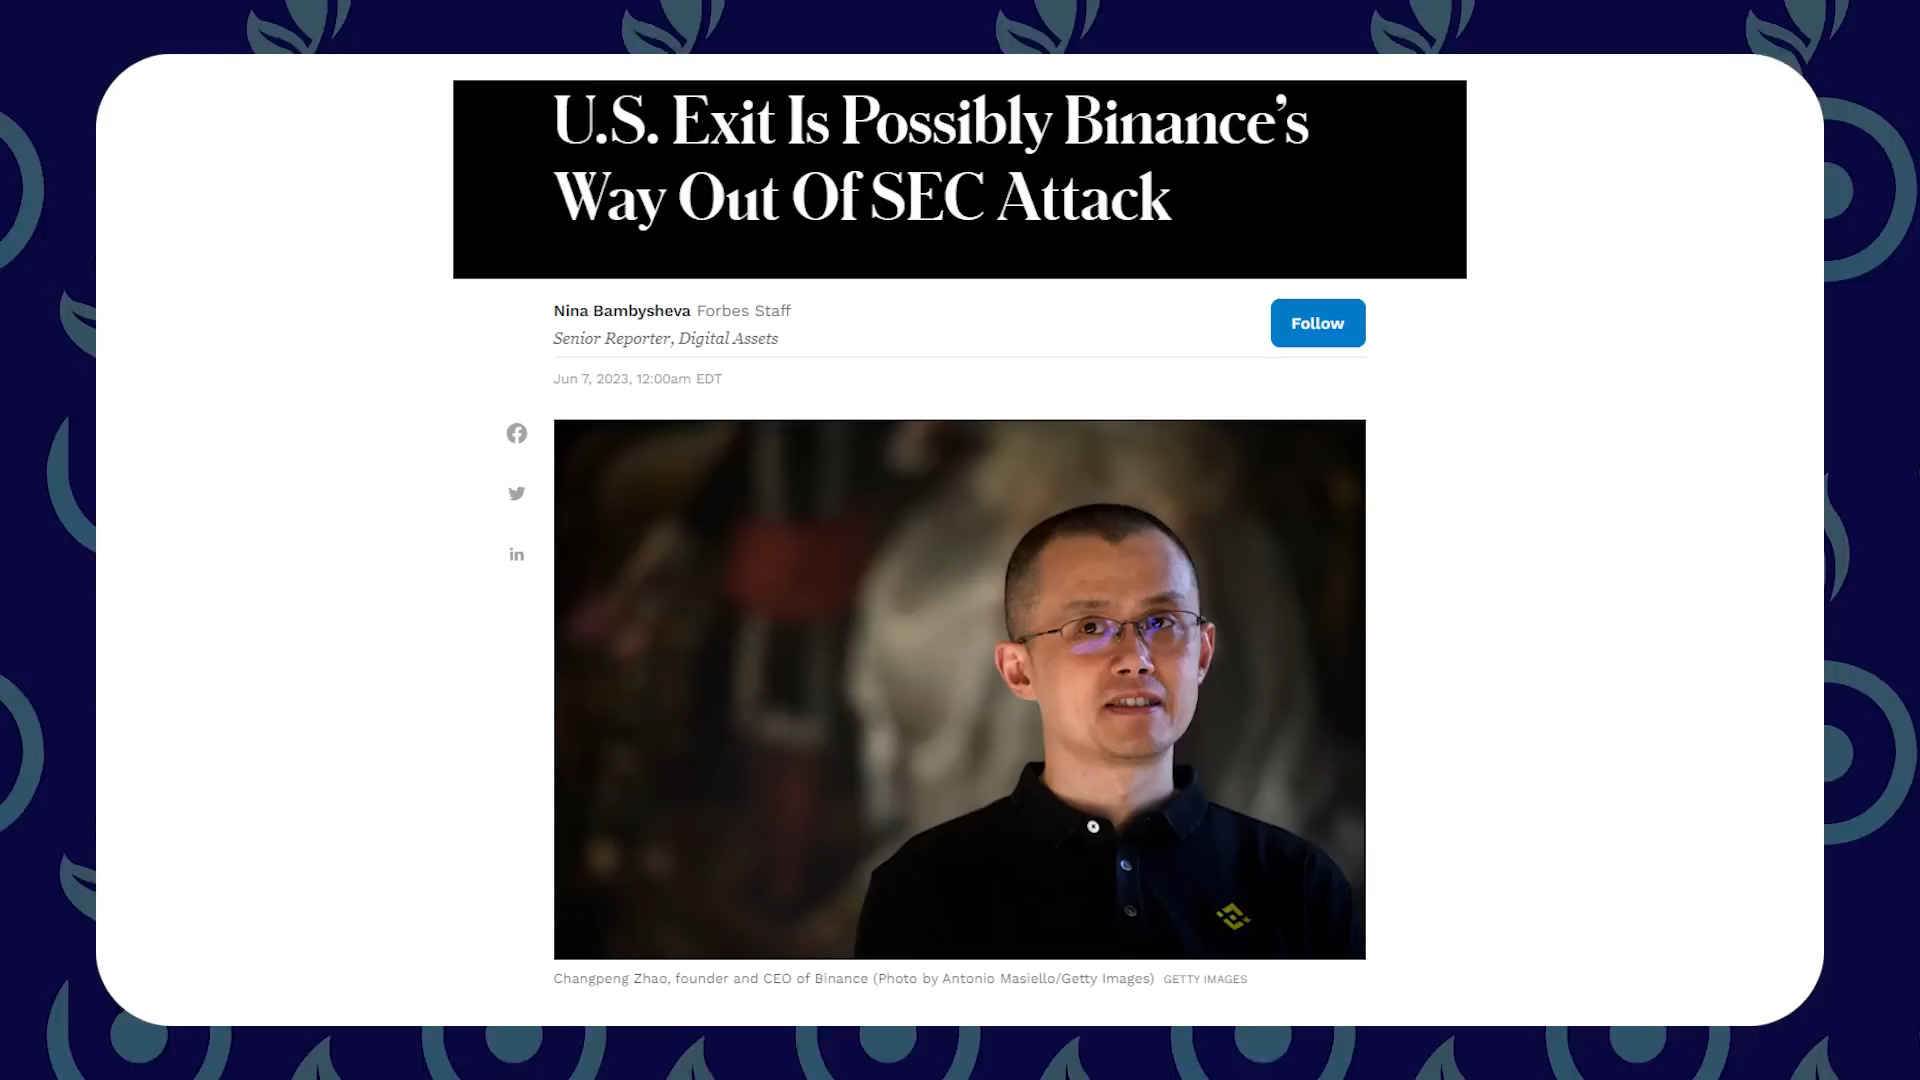 U.S. Exit Is Possibly Binance’s
Way Out Of SEC Attack
Nina Bambysheva Forbes Staff
Senior Reporter, Digital Assets
Follow
Jun 7, 2023, 12:00am EDT
Changpeng Zhao, founder and CEO of Binance (Photo by Antonio Masiello/Getty Images) GETTY IMAGES